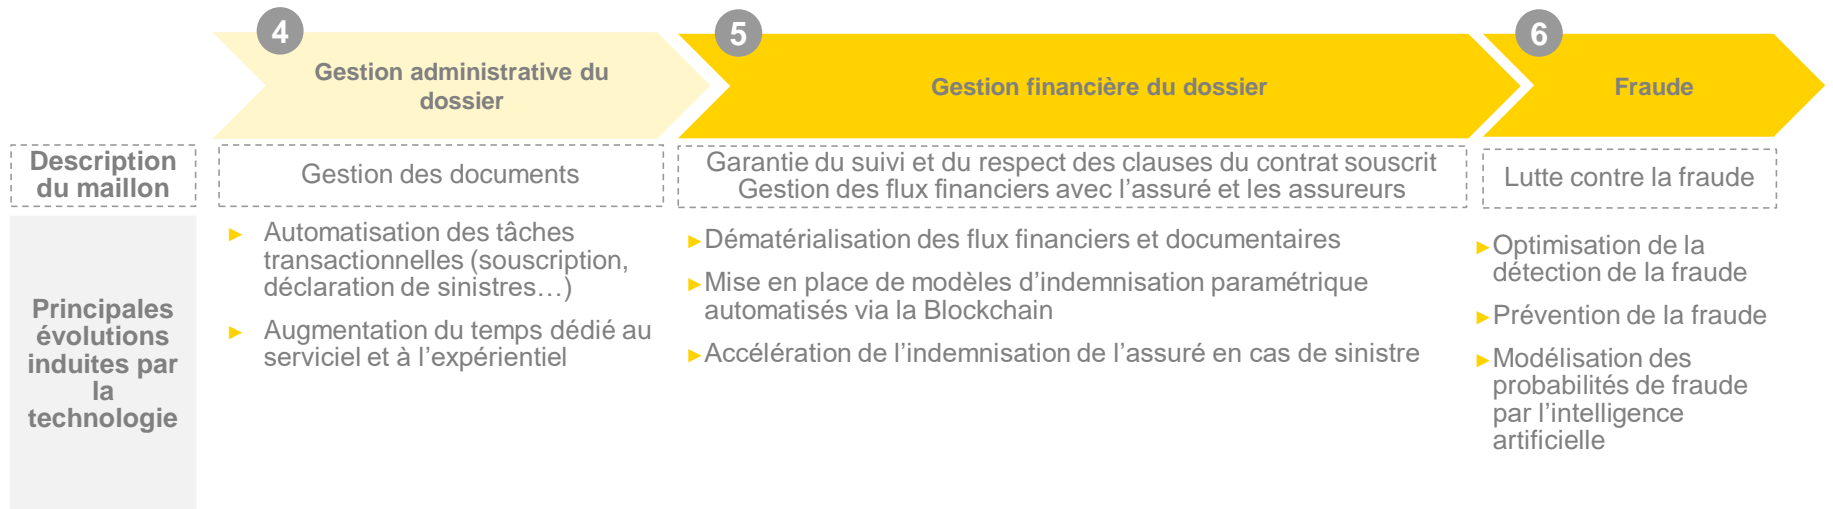 4
Gestion administrative du
dossier
5
Gestion financière du dossier
6
Fraude
Description
du maillon
Gestion des documents
Garantie du suivi et du respect des clauses du contrat souscrit
Gestion des flux financiers avec l’assuré et les assureurs
Lutte contre la fraude
Principales
évolutions
induites par
la
technologie
► Automatisation des tâches
transactionnelles (souscription,
déclaration de sinistres…)
► Augmentation du temps dédié au
serviciel et à l’expérientiel
►Dématérialisation des flux financiers et documentaires
►Mise en place de modèles d’indemnisation paramétrique
automatisés via la Blockchain
►Accélération de l’indemnisation de l’assuré en cas de sinistre
►Optimisation de la
détection de la fraude
►Prévention de la fraude
►Modélisation des
probabilités de fraude
par l’intelligence
artificielle